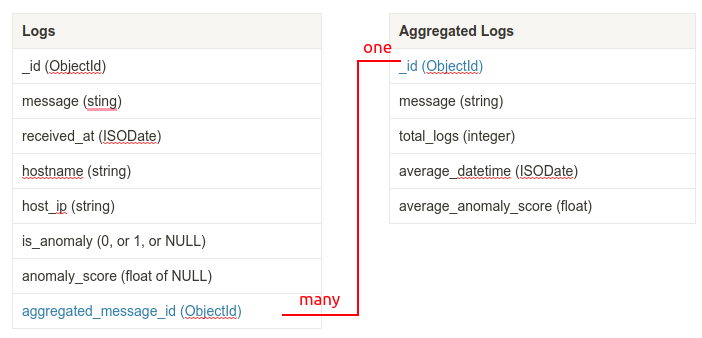 Logs
_id (ObjectId)
message (sting)
received_at (ISODate)
hostname (string)
host_ip (string)
is_anomaly (0, or 1, or NULL)
anomaly_score (float of NULL)
aggregated_message_id (ObjectId)
many
one
Aggregated Logs
_id (ObjectId)
message (string)
total_logs (integer)
average_datetime (ISODate)
average_anomaly_score (float)